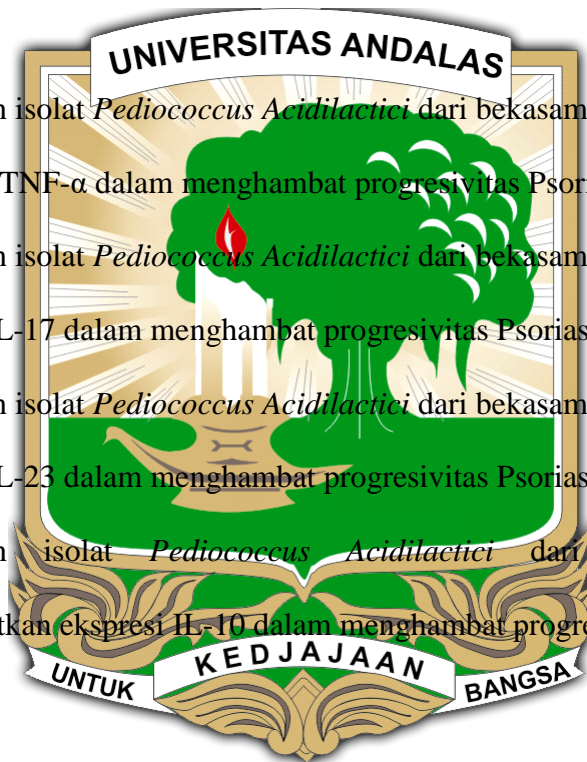 UNIVERSITAS ANDALAS
isolat Pediococcus Acidilactici dari bekasam
TNF-α dalam menghambat progresivitas
isolat Pediococcus Acidilactici dari bekasam
L-17 dalam menghambat progresivitas Psorias
isolat Pediococcus Acidilactici dari bekasam
L-23 dalam menghambat progresivitas Psorias
isolat Pediococcus Acidilactici dari
tkan ekspresi IL-10 dalam menghambat
UNTUK KEDJAJAAN BANGSA